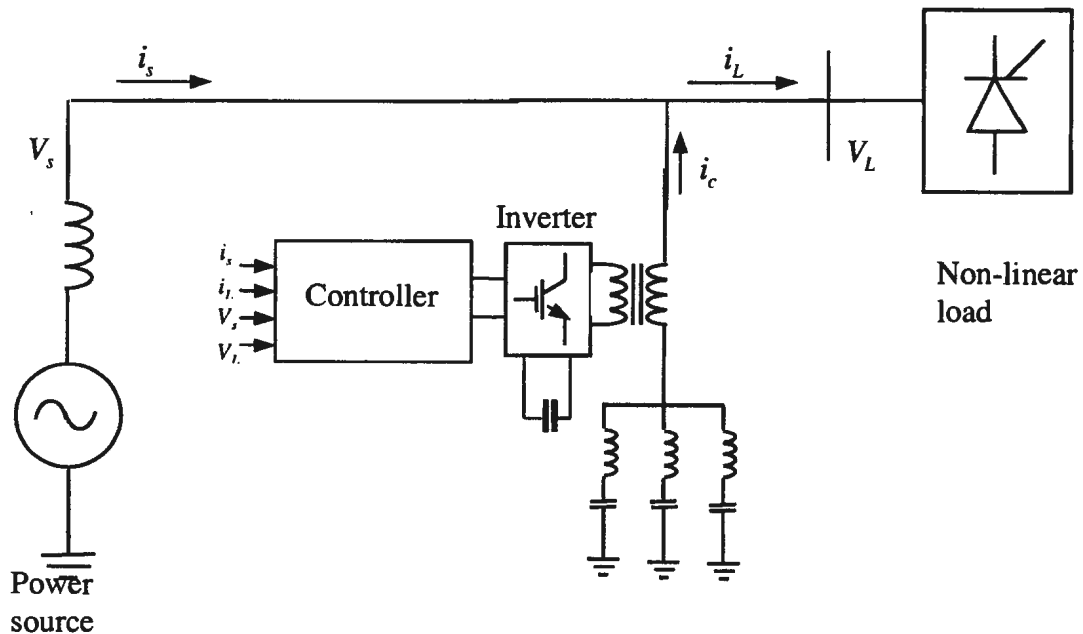 i_s
i_L
V_s
V_L
i_c
Inverter
i_s
i_L
V_s
V_L
Controller
Non-linear
load
Power
source